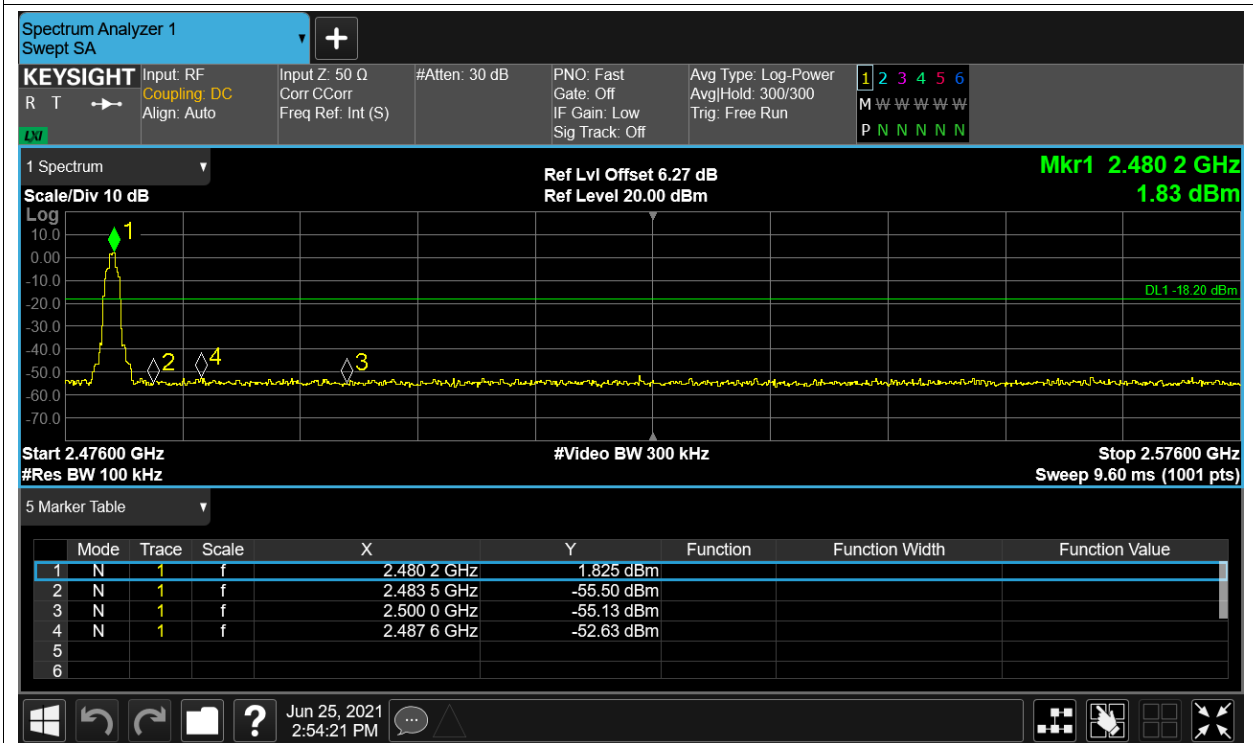 Spectrum Analyzer 1
Swept SA
+
KEYSIGHT Input: RF Input Z: 50 Ω #Atten: 30 dB PNO: Fast Avg Type: Log-Power 1 2 3 4 5 6
R T Coupling: DC Corr CCorr Gate: Off Avg|Hold: 300/300 M W W W W W
Align: Auto Freq Ref: Int (S) IF Gain: Low Trig: Free Run
LXI Sig Track: Off P N N N N N
1 Spectrum Ref Lvl Offset 6.27 dB Mkr1 2.480 2 GHz
Scale/Div 10 dB Ref Level 20.00 dBm 1.83 dBm
Log
10.0 1
0.00
-10.0
DL1 -18.20 dBm
-20.0
-30.0
-40.0
2 4 3
-50.0
-60.0
-70.0
Start 2.47600 GHz #Video BW 300 kHz Stop 2.57600 GHz
#Res BW 100 kHz Sweep 9.60 ms (1001 pts)
5 Marker Table
Mode Trace Scale X Y Function Function Width Function Value
1 N 1 f 2.480 2 GHz 1.825 dBm
2 N 1 f 2.483 5 GHz -55.50 dBm
3 N 1 f 2.500 0 GHz -55.13 dBm
4 N 1 f 2.487 6 GHz -52.63 dBm
5
6
? Jun 25, 2021
2:54:21 PM